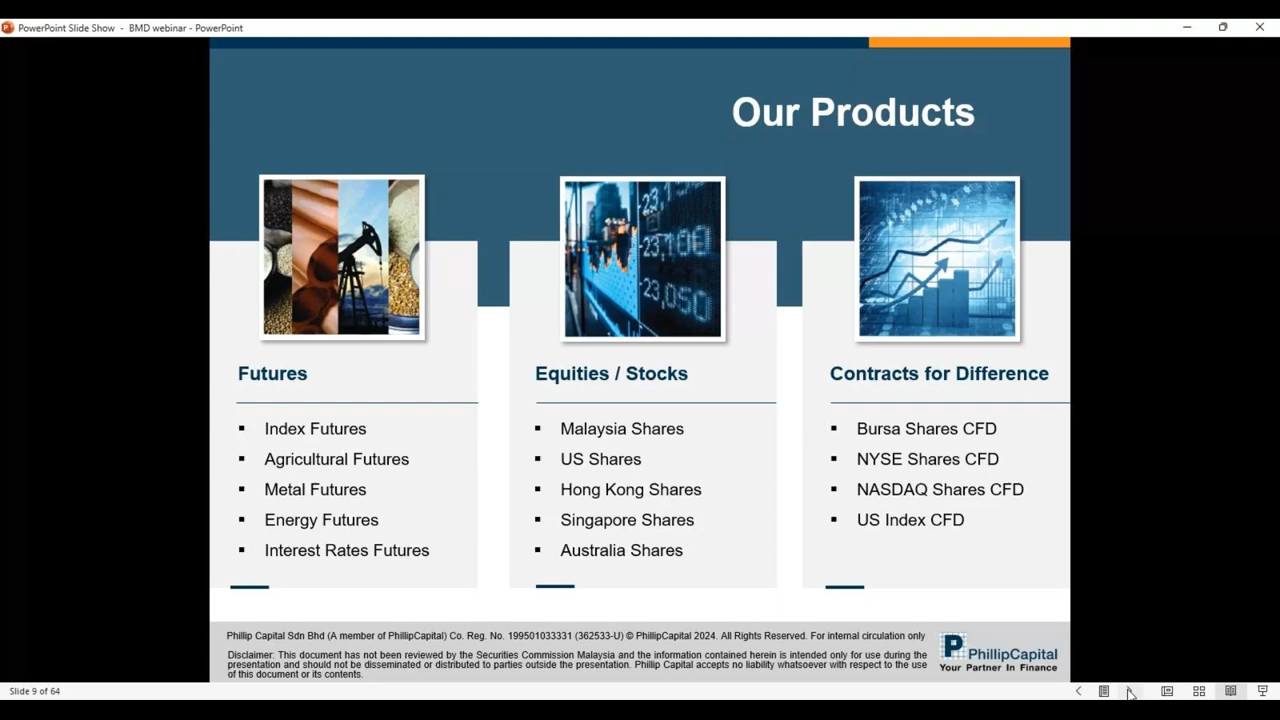 PowerPoint Slide Show - BMD webinar - PowerPoint
Our Products
23,
23,100
23,050
Futures
▪ Index Futures
▪ Agricultural Futures
▪ Metal Futures
▪ Energy Futures
▪ Interest Rates Futures
Equities / Stocks
▪ Malaysia Shares
▪ US Shares
▪ Hong Kong Shares
▪ Singapore Shares
▪ Australia Shares
Contracts for Difference
▪ Bursa Shares CFD
▪ NYSE Shares CFD
▪ NASDAQ Shares CFD
▪ US Index CFD
Phillip Capital Sdn Bhd (A member of PhillipCapital) Co. Reg. No. 199501033331 (362533-U) © PhillipCapital 2024. All Rights Reserved. For internal circulation only
Disclaimer: This document has not been reviewed by the Securities Commission Malaysia and the information contained herein is intended only for use during the
presentation and should not be disseminated or distributed to parties outside the presentation. Phillip Capital accepts no liability whatsoever with respect to the use
of this document or its contents.
P PhillipCapital
Your Partner In Finance
Slide 9 of 64